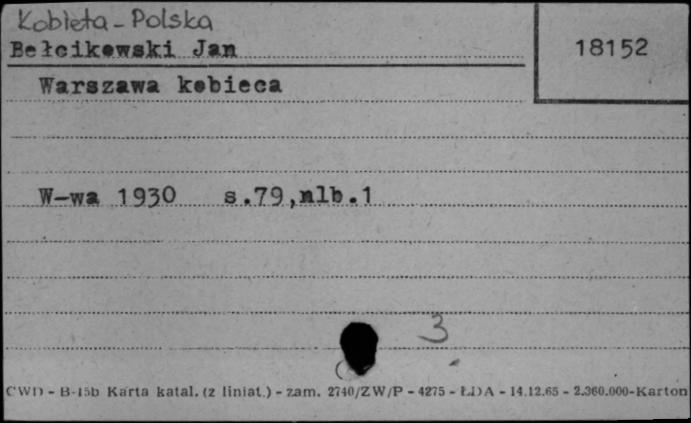 Kobieta - Polska
Bełcikowski Jan
18152
Warszawa kobieca
W-wa 1930 s.79,nlb.1
3
CWD - B-15b Karta katal. (z liniat.) - zam. 2740/ZW/P - 4275 - ŁDA - 14.12.65 - 2.360.000-Karton